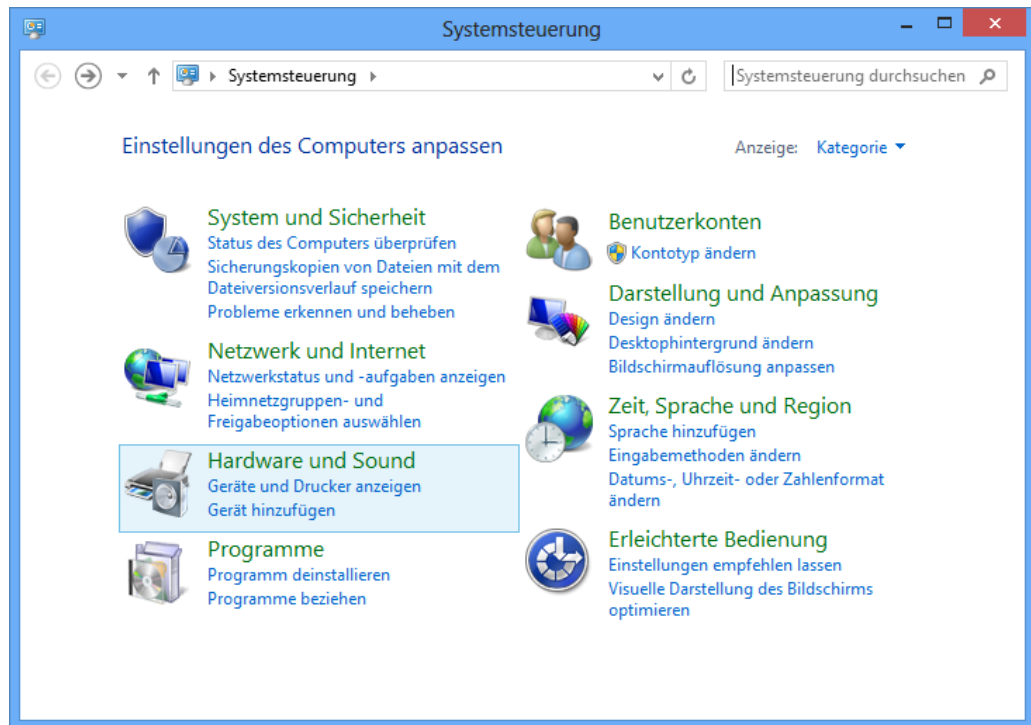 Systemsteuerung
Systemsteuerung
Systemsteuerung durchsuchen
Einstellungen des Computers anpassen
Anzeige: Kategorie
System und Sicherheit
Status des Computers überprüfen
Sicherungskopien von Dateien mit dem
Dateiversionsverlauf speichern
Probleme erkennen und beheben
Netzwerk und Internet
Netzwerkstatus und -aufgaben anzeigen
Heimnetzgruppen- und
Freigabeoptionen auswählen
Hardware und Sound
Geräte und Drucker anzeigen
Gerät hinzufügen
Programme
Programm deinstallieren
Programme beziehen
Benutzerkonten
Kontotyp ändern
Darstellung und Anpassung
Design ändern
Desktophintergrund ändern
Bildschirmauflösung anpassen
Zeit, Sprache und Region
Sprache hinzufügen
Eingabemethoden ändern
Datums-, Uhrzeit- oder Zahlenformat
ändern
Erleichterte Bedienung
Einstellungen empfehlen lassen
Visuelle Darstellung des Bildschirms
optimieren